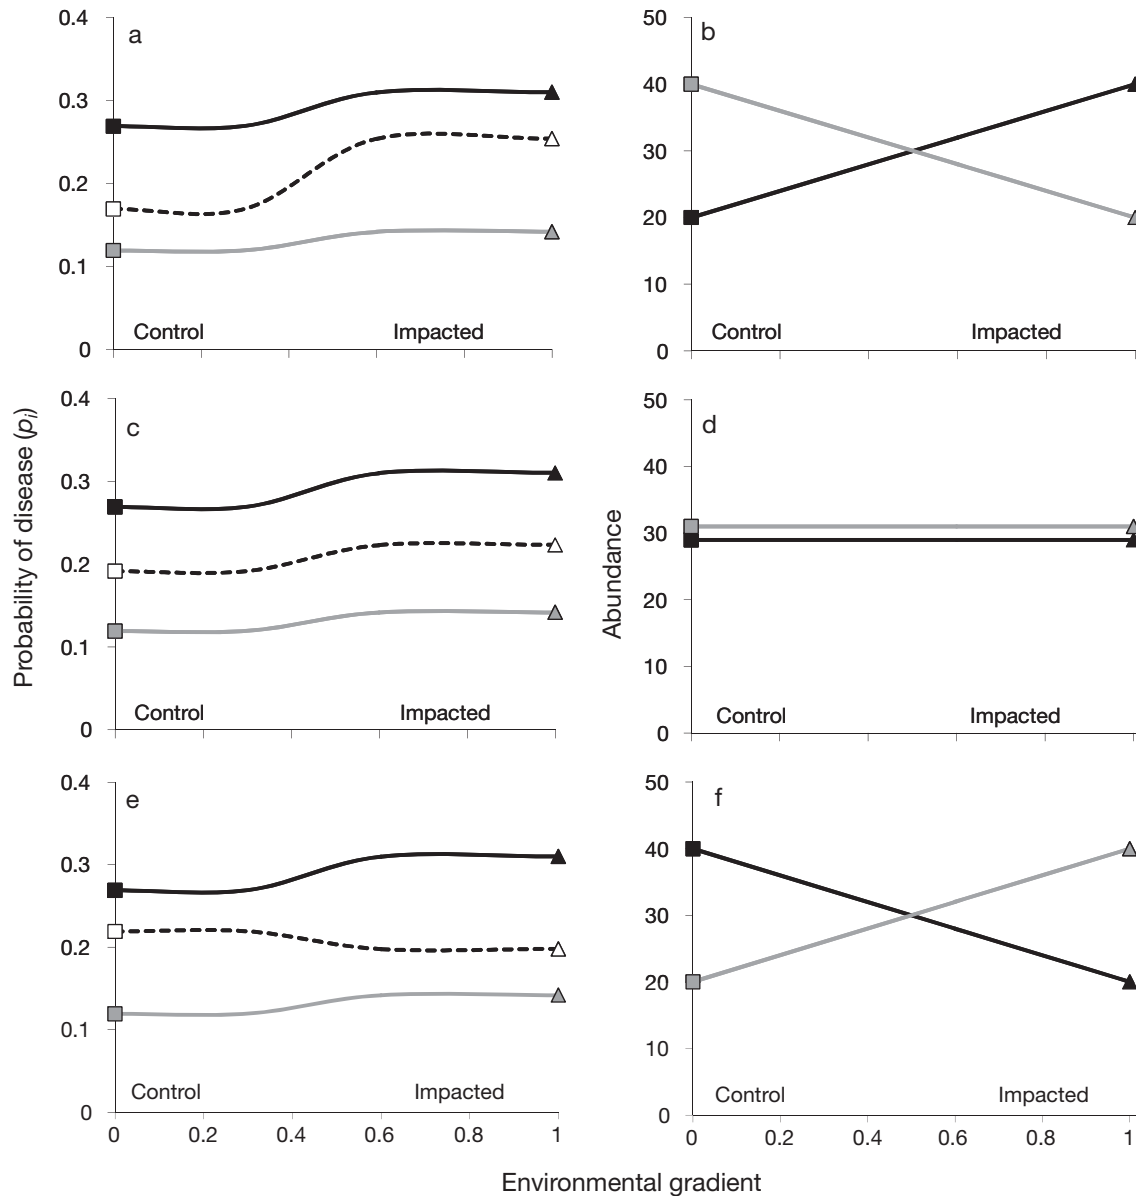 a
0.4
0.3
0.2
0.1
0
Control Impacted
b
50
40
30
20
10
0
Control Impacted
c
0.4
0.3
0.2
0.1
0
Control Impacted
d
50
40
30
20
10
0
Control Impacted
e
0.4
0.3
0.2
0.1
0
Control Impacted
0 0.2 0.4 0.6 0.8 1
f
50
40
30
20
10
0
Control Impacted
0 0.2 0.4 0.6 0.8 1
Probability of disease (pi)
Abundance
Environmental gradient